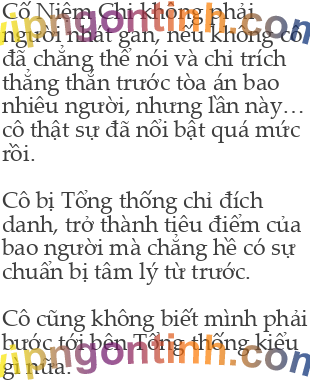 Cố Niệm Chi không phải
người nhát gan, nếu không cô
đã chẳng thể nói và chỉ trích
thẳng thắn trước tòa án bao
nhiêu người, nhưng lần này…
cô thật sự đã nổi bật quá mức
rồi.
Cô bị Tổng thống chỉ đích
danh, trở thành tiêu điểm của
bao người mà chẳng hề có sự
chuẩn bị tâm lý từ trước.
Cô cũng không biết mình phải
bước tới bên Tổng thống kiểu
gì nữa.
vipngontinh.com
vipngontinh.com